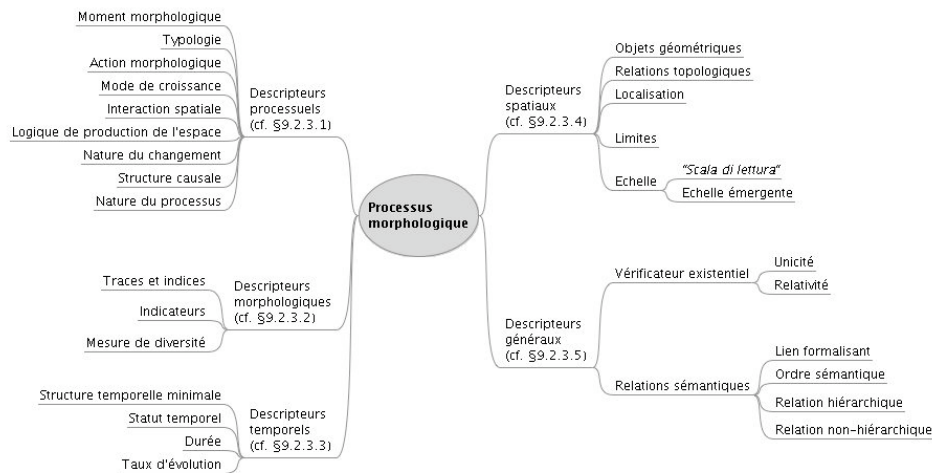 Moment morphologique
Typologie
Action morphologique
Mode de croissance
Interaction spatiale
Logique de production de l'espace
Nature du changement
Structure causale
Nature du processus
Descripteurs
processuels
(cf. §9.2.3.1)
Traces et indices
Indicateurs
Mesure de diversité
Descripteurs
morphologiques
(cf. §9.2.3.2)
Structure temporelle minimale
Statut temporel
Durée
Taux d'évolution
Descripteurs
temporels
(cf. §9.2.3.3)
Processus
morphologique
Descripteurs
spatiaux
(cf. §9.2.3.4)
Objets géométriques
Relations topologiques
Localisation
Limites
Echelle
"Scala di lettura"
Echelle émergente
Descripteurs
généraux
(cf. §9.2.3.5)
Vérificateur existentiel
Unicité
Relativité
Relations sémantiques
Lien formalisant
Ordre sémantique
Relation hiérarchique
Relation non-hiérarchique